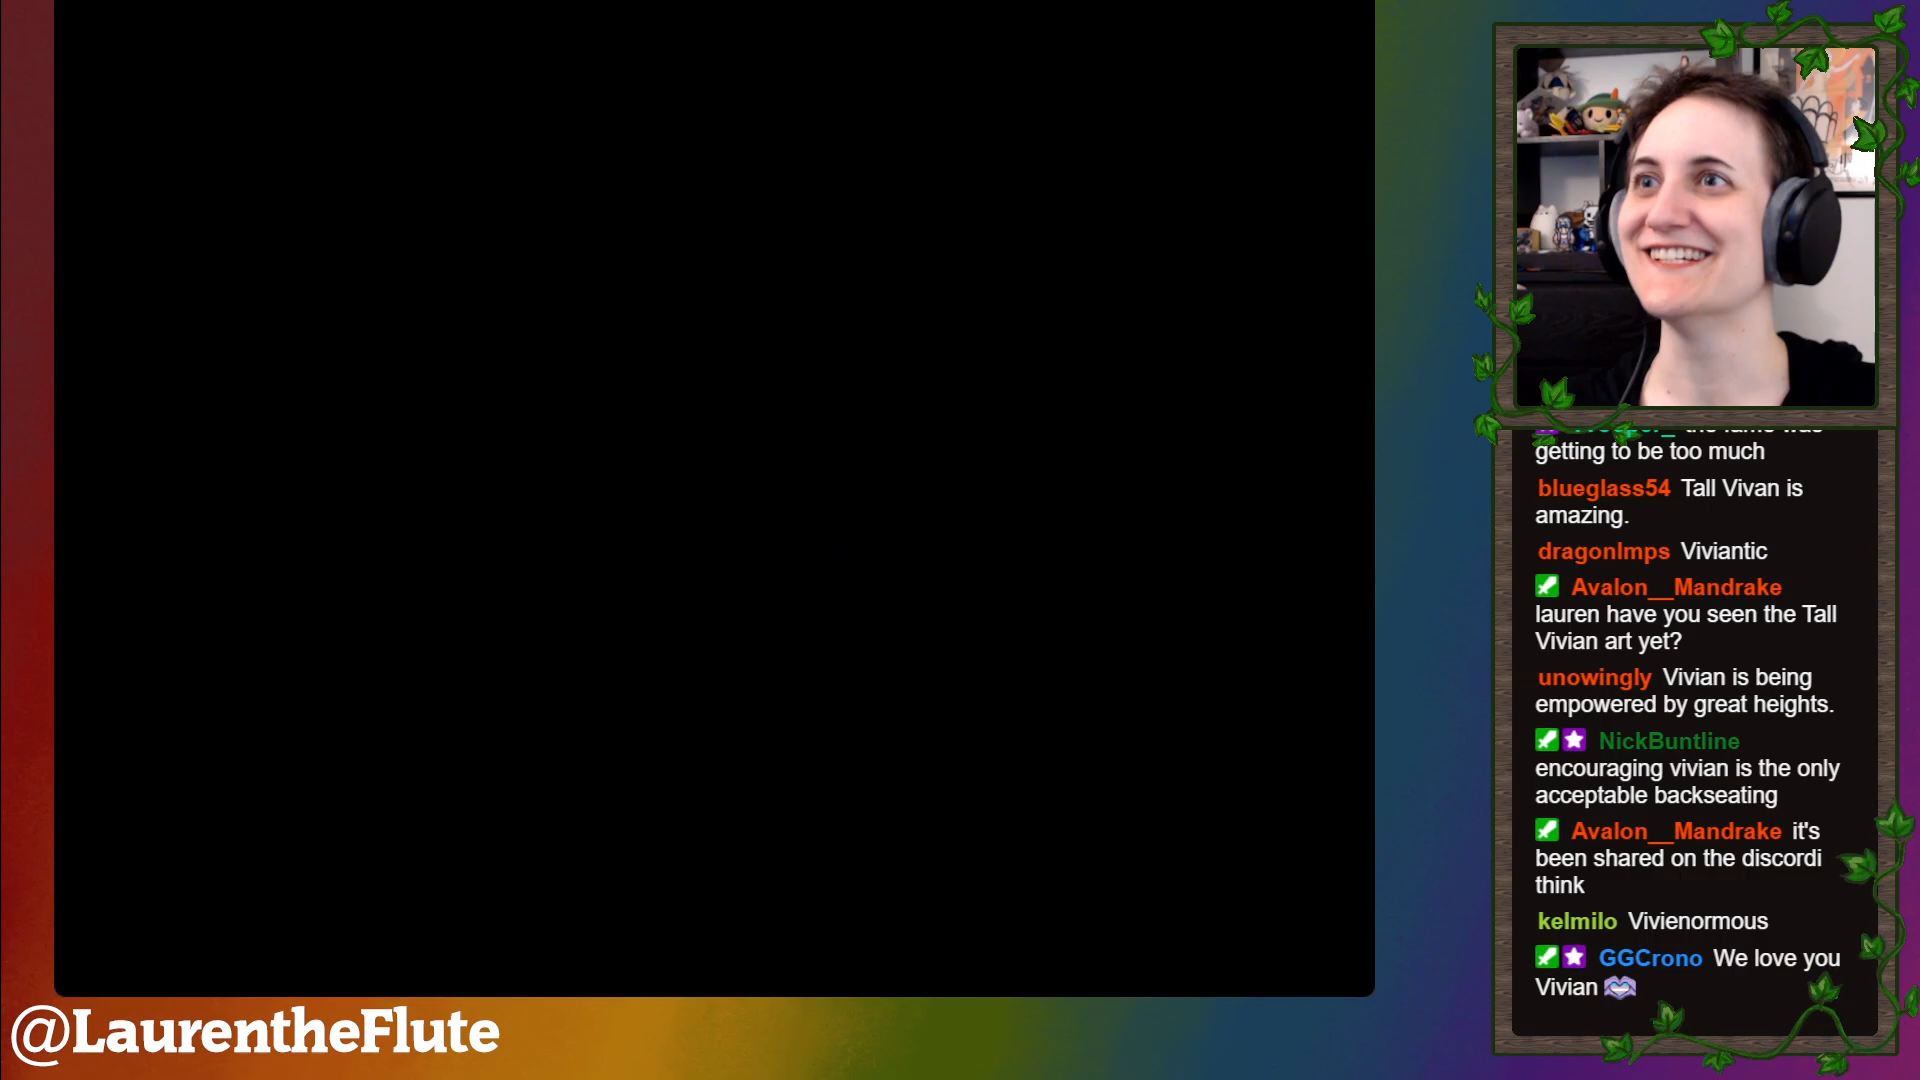 getting to be too much
blueglass54 Tall Vivan is
amazing.
dragonImps Viviantic
Avalon__Mandrake
lauren have you seen the Tall
Vivian art yet?
unowingly Vivian is being
empowered by great heights.
NickBuntline
encouraging vivian is the only
acceptable backseating
Avalon__Mandrake it's
been shared on the discordi
think
kelmilo Vivienormous
GGCrono We love you
Vivian
@LaurentheFlute